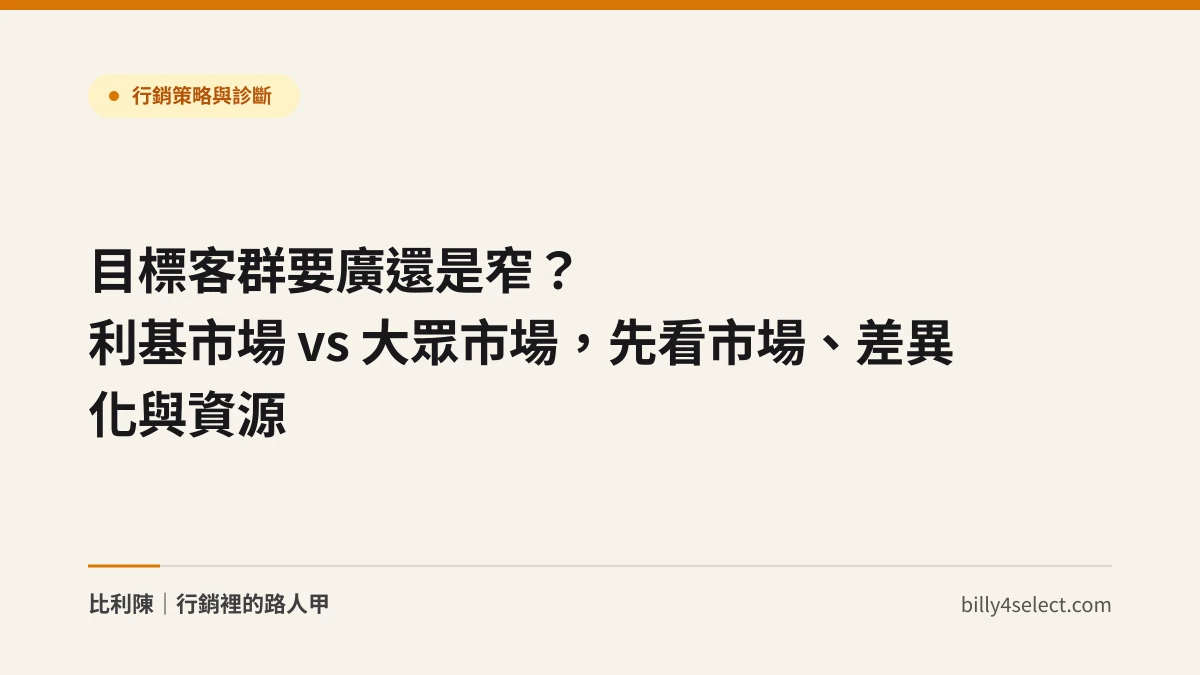 行銷策略與診斷
目標客群要廣還是窄？
利基市場 vs 大眾市場，先看市場、差異
化與資源
比利陳｜行銷裡的路人甲
billy4select.com